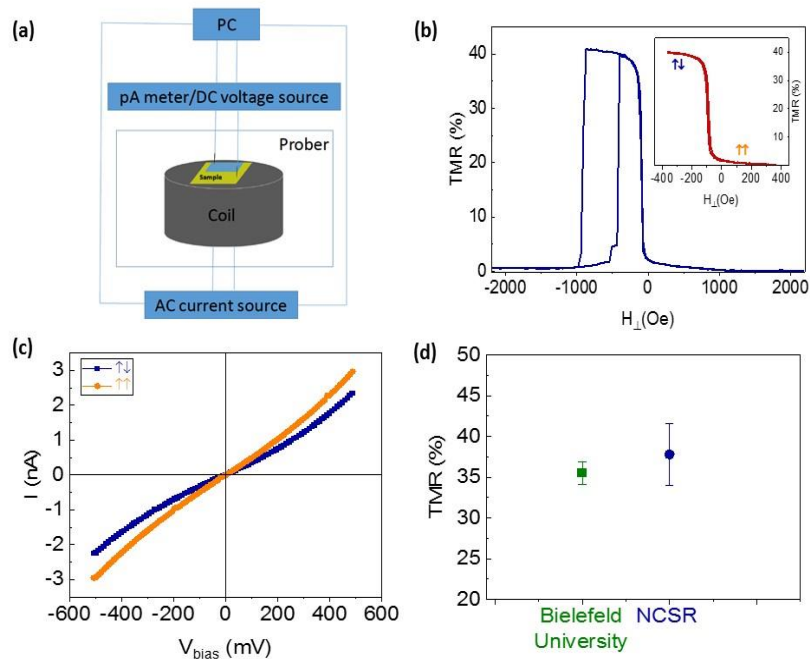 (a)
PC
pA meter/DC voltage source
Prober
Sample
Coil
AC current source
(b)
TMR (%)
40
30
20
10
0
-2000 -1000 0 1000 2000
H⊥(Oe)
↑↓
↑↑
40
30
20
10
0
TMR (%)
-400 -200 0 200 400
H⊥(Oe)
(c)
↑↓
↑↑
I (nA)
3
2
1
0
-1
-2
-3
-600 -400 -200 0 200 400 600
Vbias (mV)
(d)
TMR (%)
50
45
40
35
30
25
20
Bielefeld NCSR
University